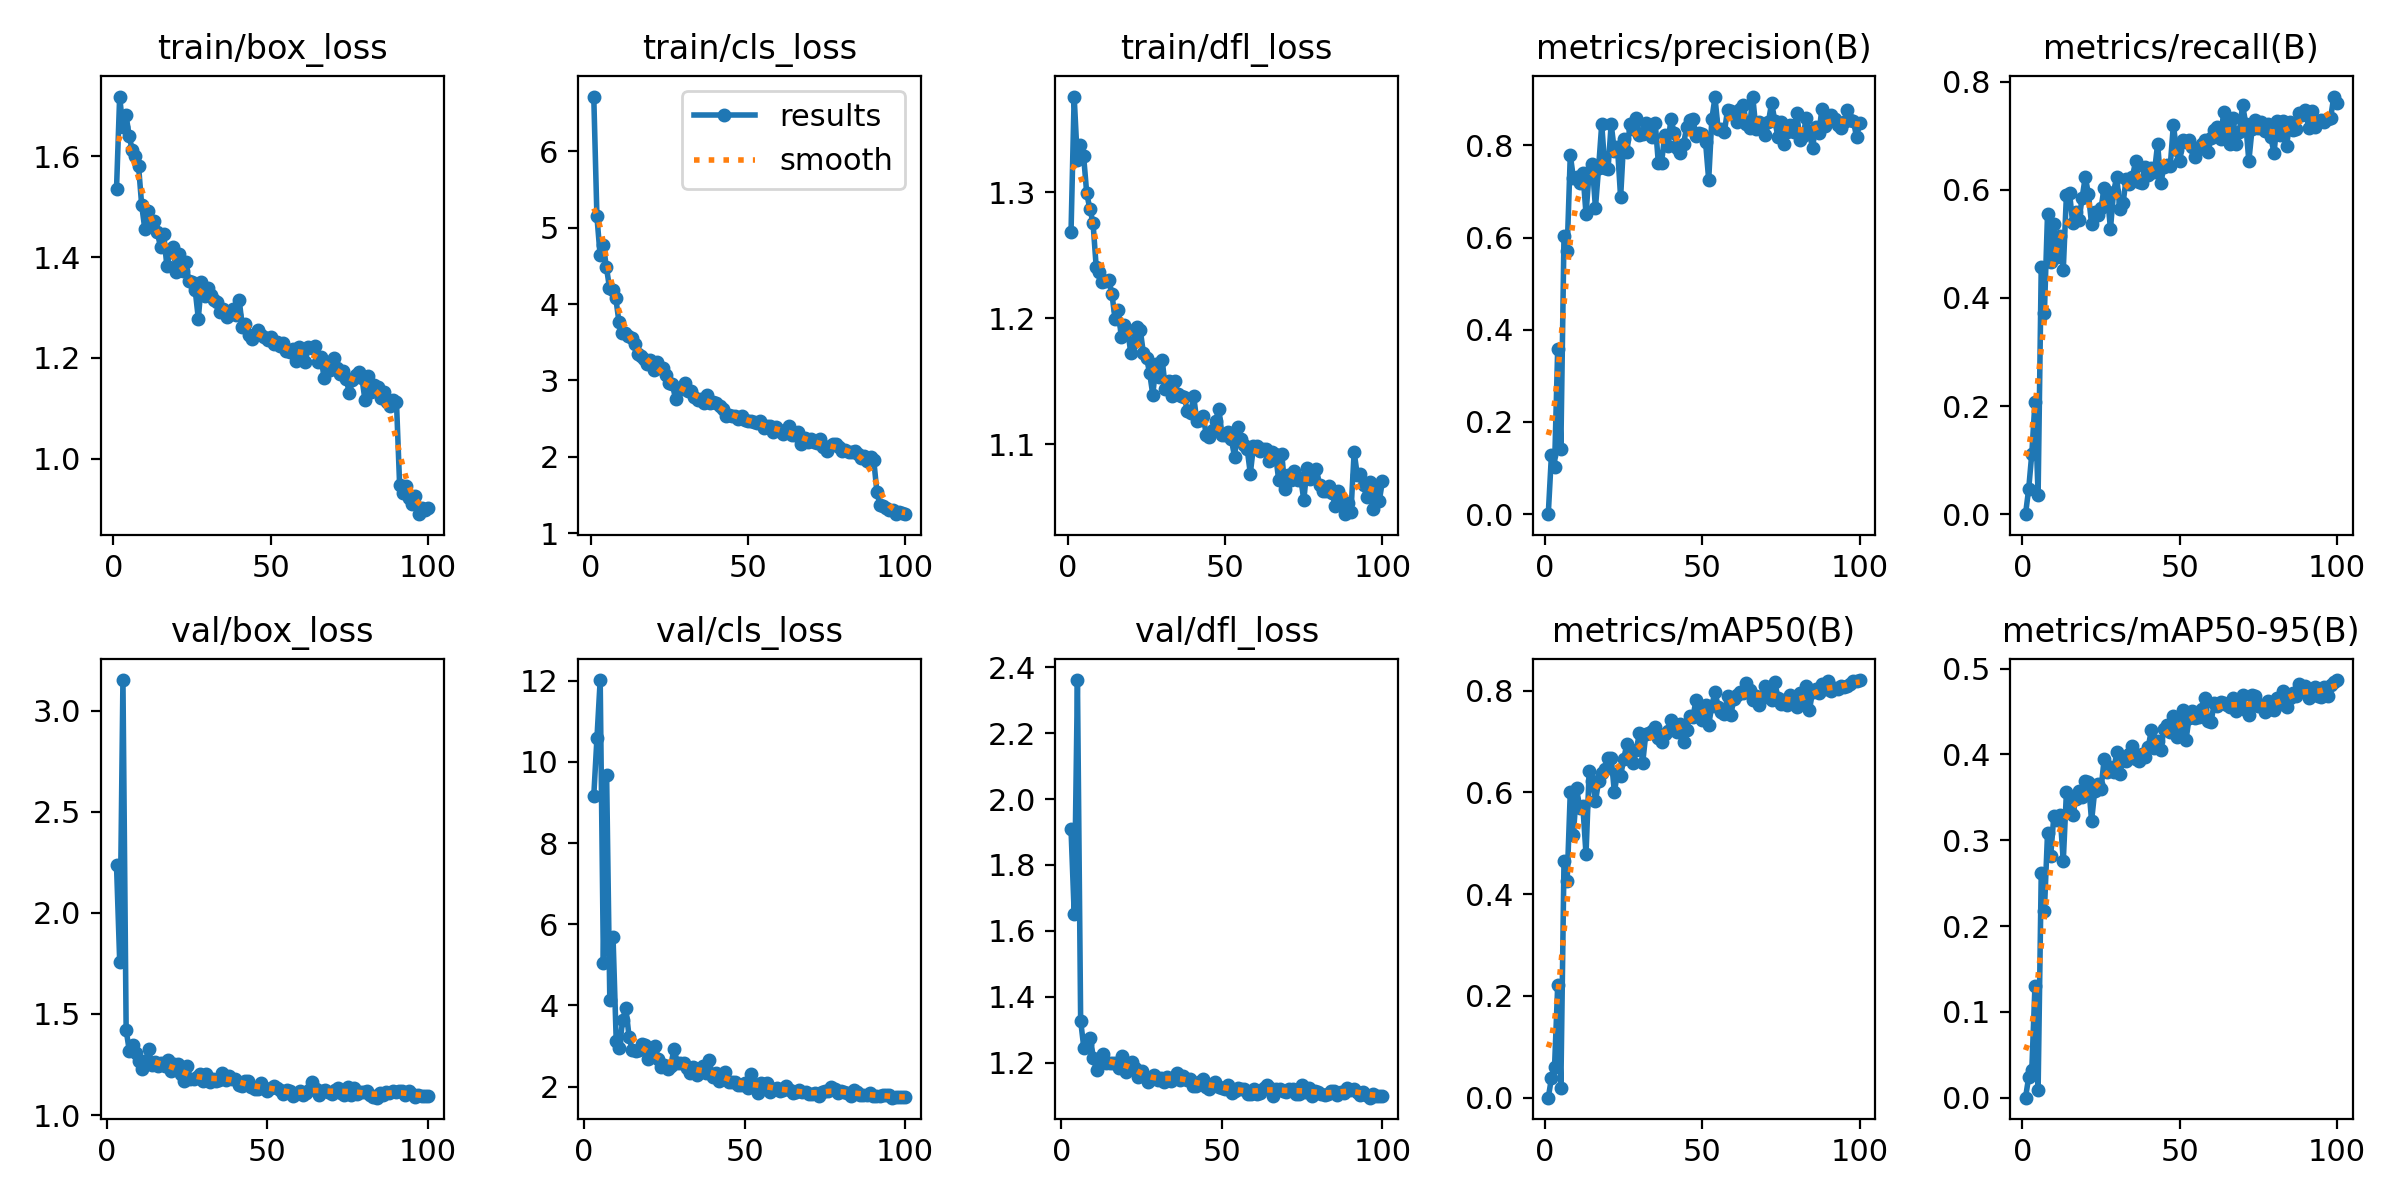 train/box_loss
1.6
1.4
1.2
1.0
0 50 100
train/cls_loss
results
smooth
6
5
4
3
2
1
0 50 100
train/dfl_loss
1.3
1.2
1.1
0 50 100
metrics/precision(B)
0.8
0.6
0.4
0.2
0.0
0 50 100
metrics/recall(B)
0.8
0.6
0.4
0.2
0.0
0 50 100
val/box_loss
3.0
2.5
2.0
1.5
1.0
0 50 100
val/cls_loss
12
10
8
6
4
2
0 50 100
val/dfl_loss
2.4
2.2
2.0
1.8
1.6
1.4
1.2
0 50 100
metrics/mAP50(B)
0.8
0.6
0.4
0.2
0.0
0 50 100
metrics/mAP50-95(B)
0.5
0.4
0.3
0.2
0.1
0.0
0 50 100